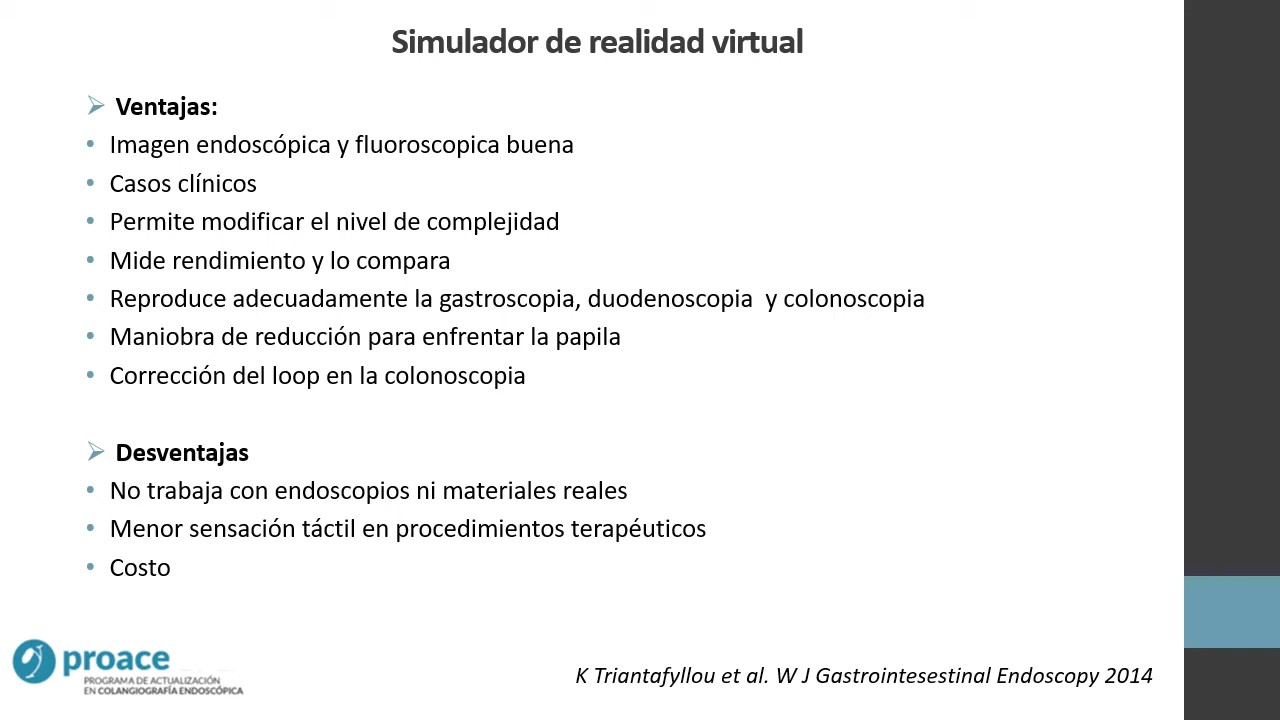 Simulador de realidad virtual
Ventajas:
Imagen endoscópica y fluoroscopica buena
Casos clínicos
Permite modificar el nivel de complejidad
Mide rendimiento y lo compara
Reproduce adecuadamente la gastroscopia, duodenoscopia y colonoscopia
Maniobra de reducción para enfrentar la papila
Corrección del loop en la colonoscopia
Desventajas
No trabaja con endoscopios ni materiales reales
Menor sensación táctil en procedimientos terapéuticos
Costo
proace
PROGRAMA DE ACTUALIZACIÓN
EN COLANGIOGRAFÍA ENDOSCÓPICA
K Triantafyllou et al. W J Gastrointesestinal Endoscopy 2014